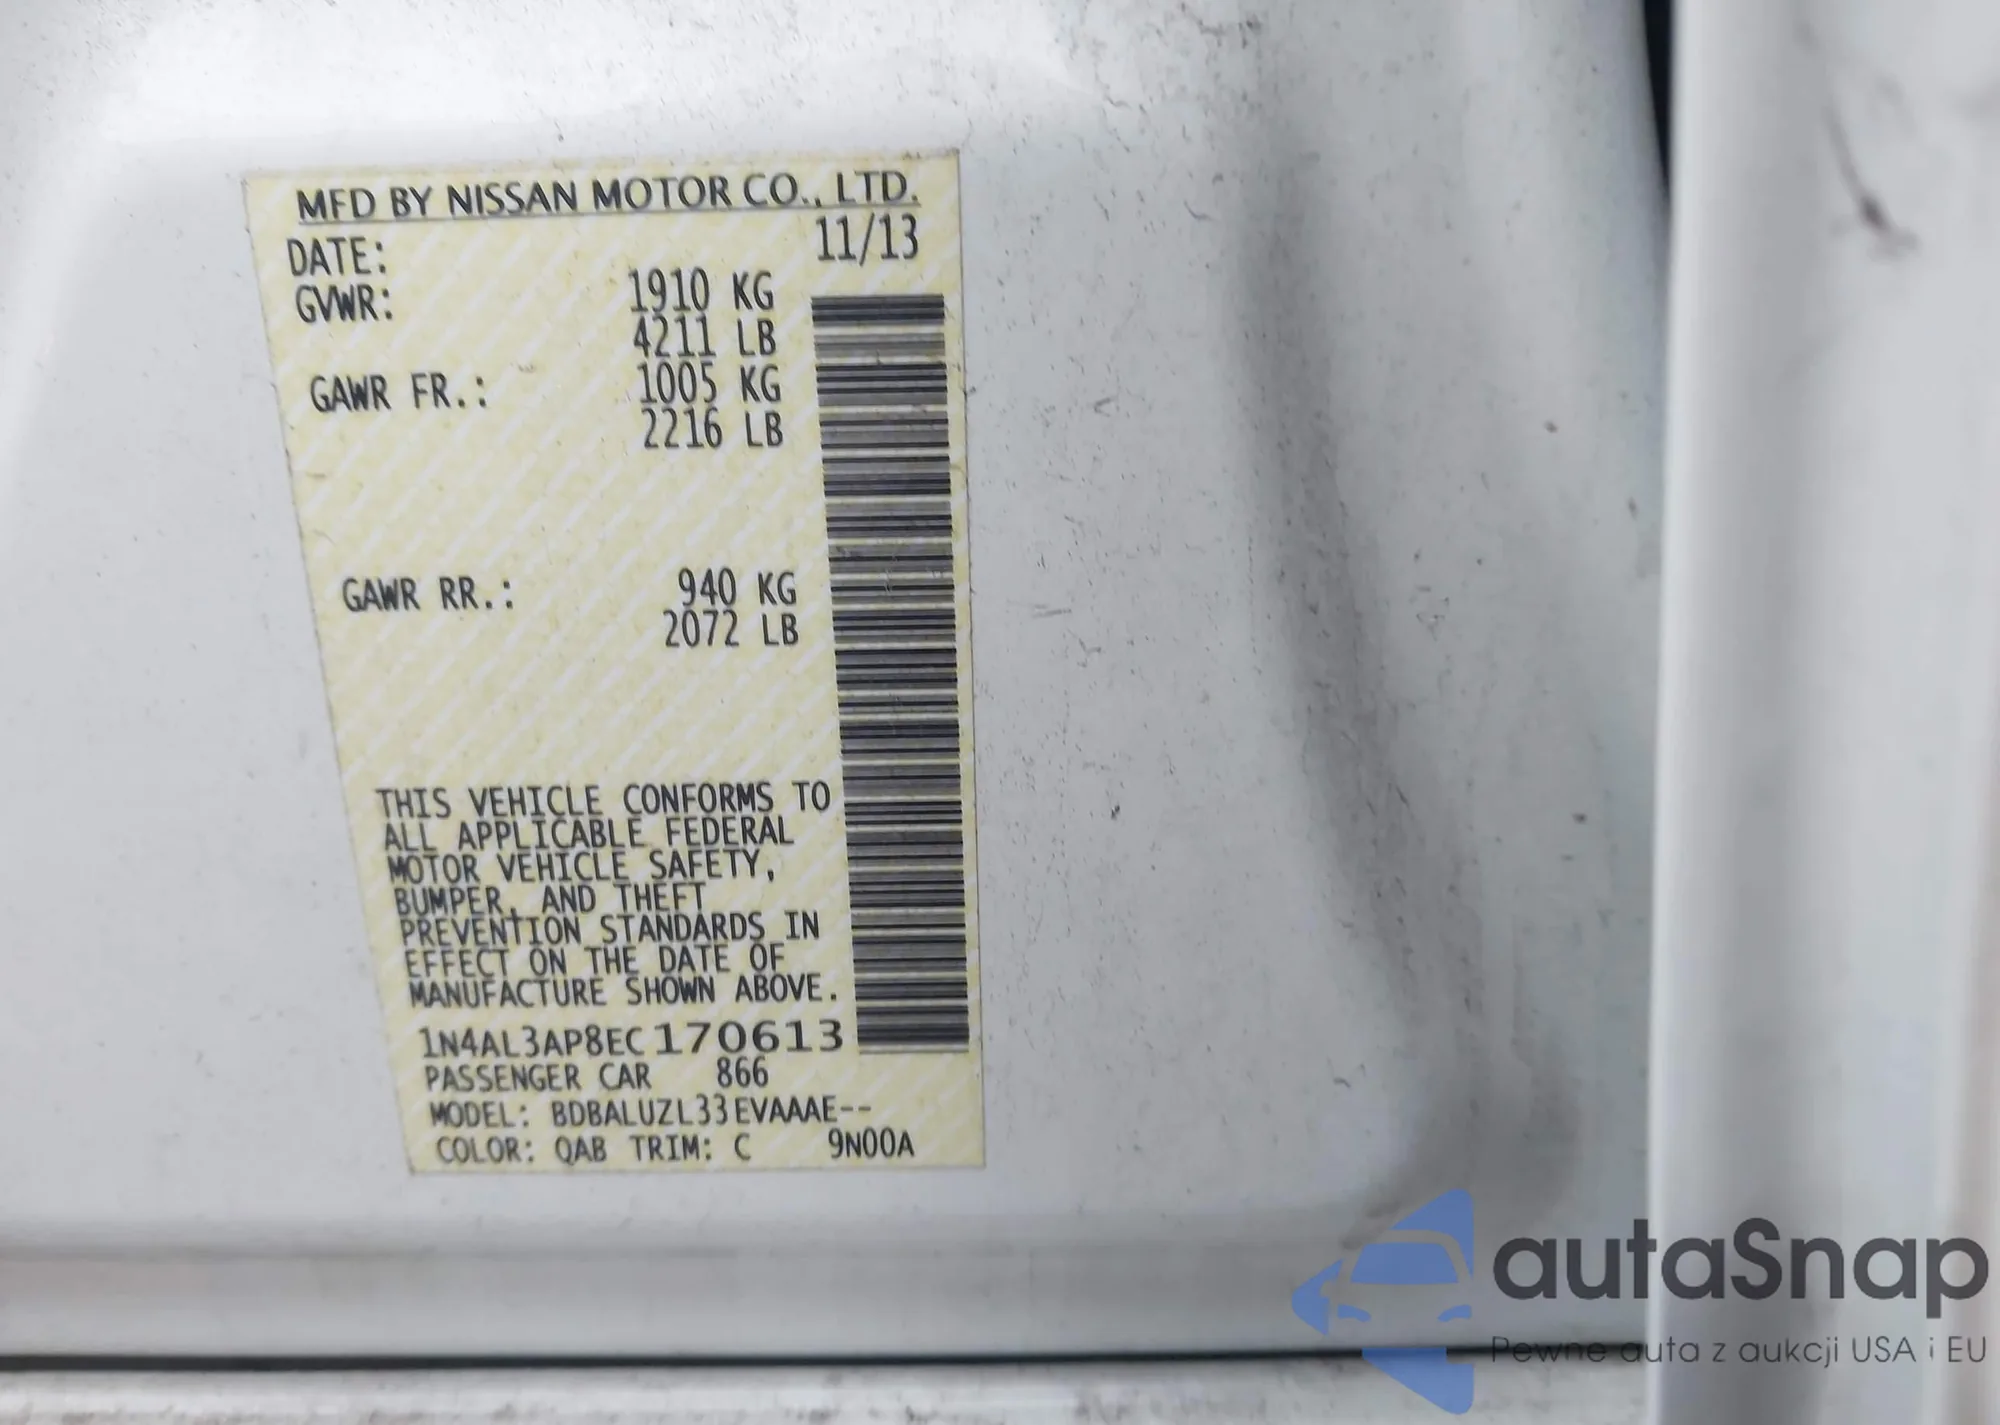 MFD BY NISSAN MOTOR CO., LTD.
DATE: 11/13
GVWR: 1910 KG
4211 LB
GAWR FR.: 1005 KG
2216 LB
GAWR RR.: 940 KG
2072 LB
THIS VEHICLE CONFORMS TO
ALL APPLICABLE FEDERAL
MOTOR VEHICLE SAFETY,
BUMPER, AND THEFT
PREVENTION STANDARDS IN
EFFECT ON THE DATE OF
MANUFACTURE SHOWN ABOVE.
1N4AL3AP8EC170613
PASSENGER CAR 866
MODEL: BDBALUZL33EVAAAE--
COLOR: QAB TRIM: C 9N00A
autaSnap
Pewne auta z aukcji USA i EU